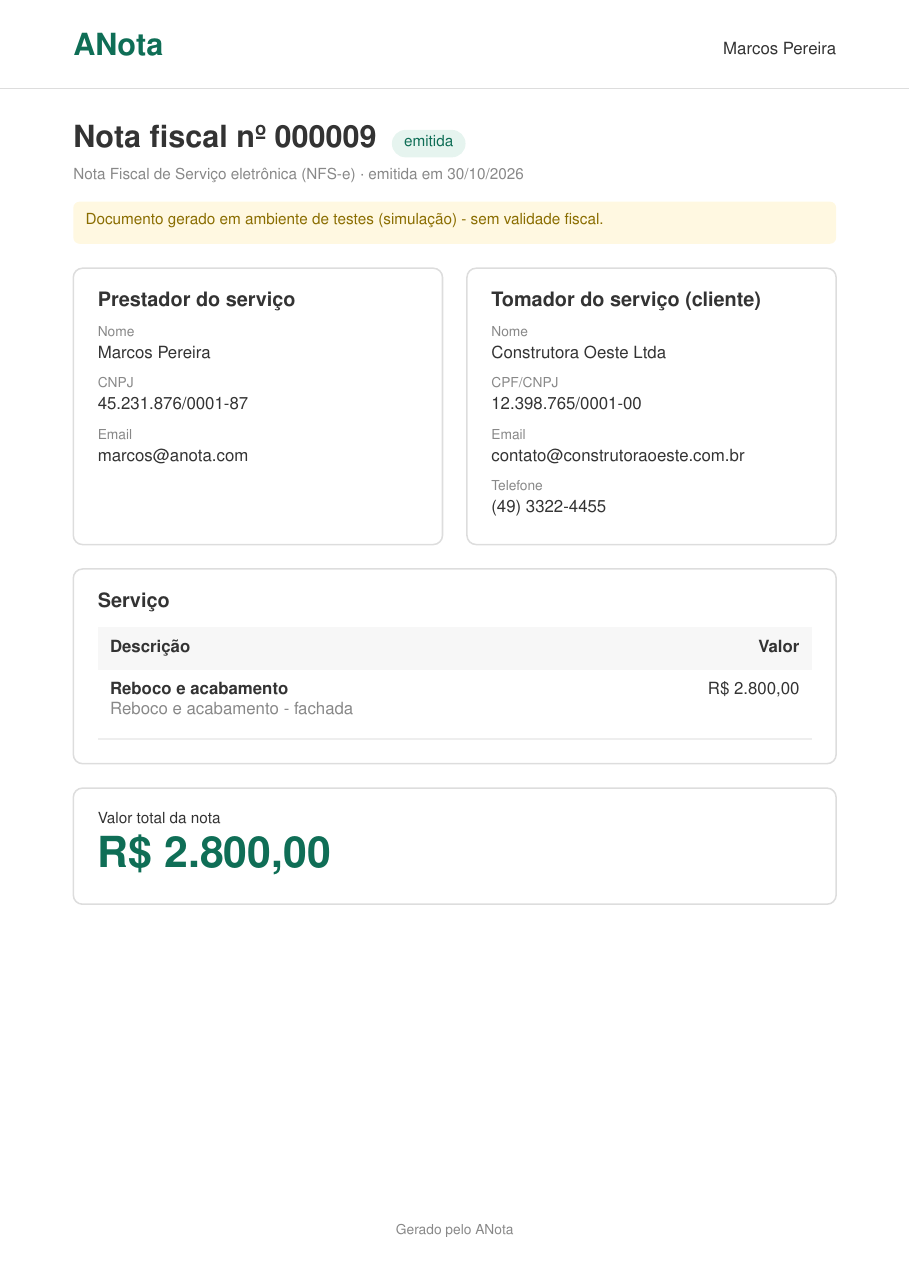 ANota
Marcos Pereira
Nota fiscal nº 000009
emitida
Nota Fiscal de Serviço eletrônica (NFS-e) · emitida em 30/10/2026
Documento gerado em ambiente de testes (simulação) - sem validade fiscal.
Prestador do serviço
Nome
Marcos Pereira
CNPJ
45.231.876/0001-87
Email
marcos@anota.com
Tomador do serviço (cliente)
Nome
Construtora Oeste Ltda
CPF/CNPJ
12.398.765/0001-00
Email
contato@construtoraoeste.com.br
Telefone
(49) 3322-4455
Serviço
Descrição Valor
Reboco e acabamento R$ 2.800,00
Reboco e acabamento - fachada
Valor total da nota
R$ 2.800,00
Gerado pelo ANota